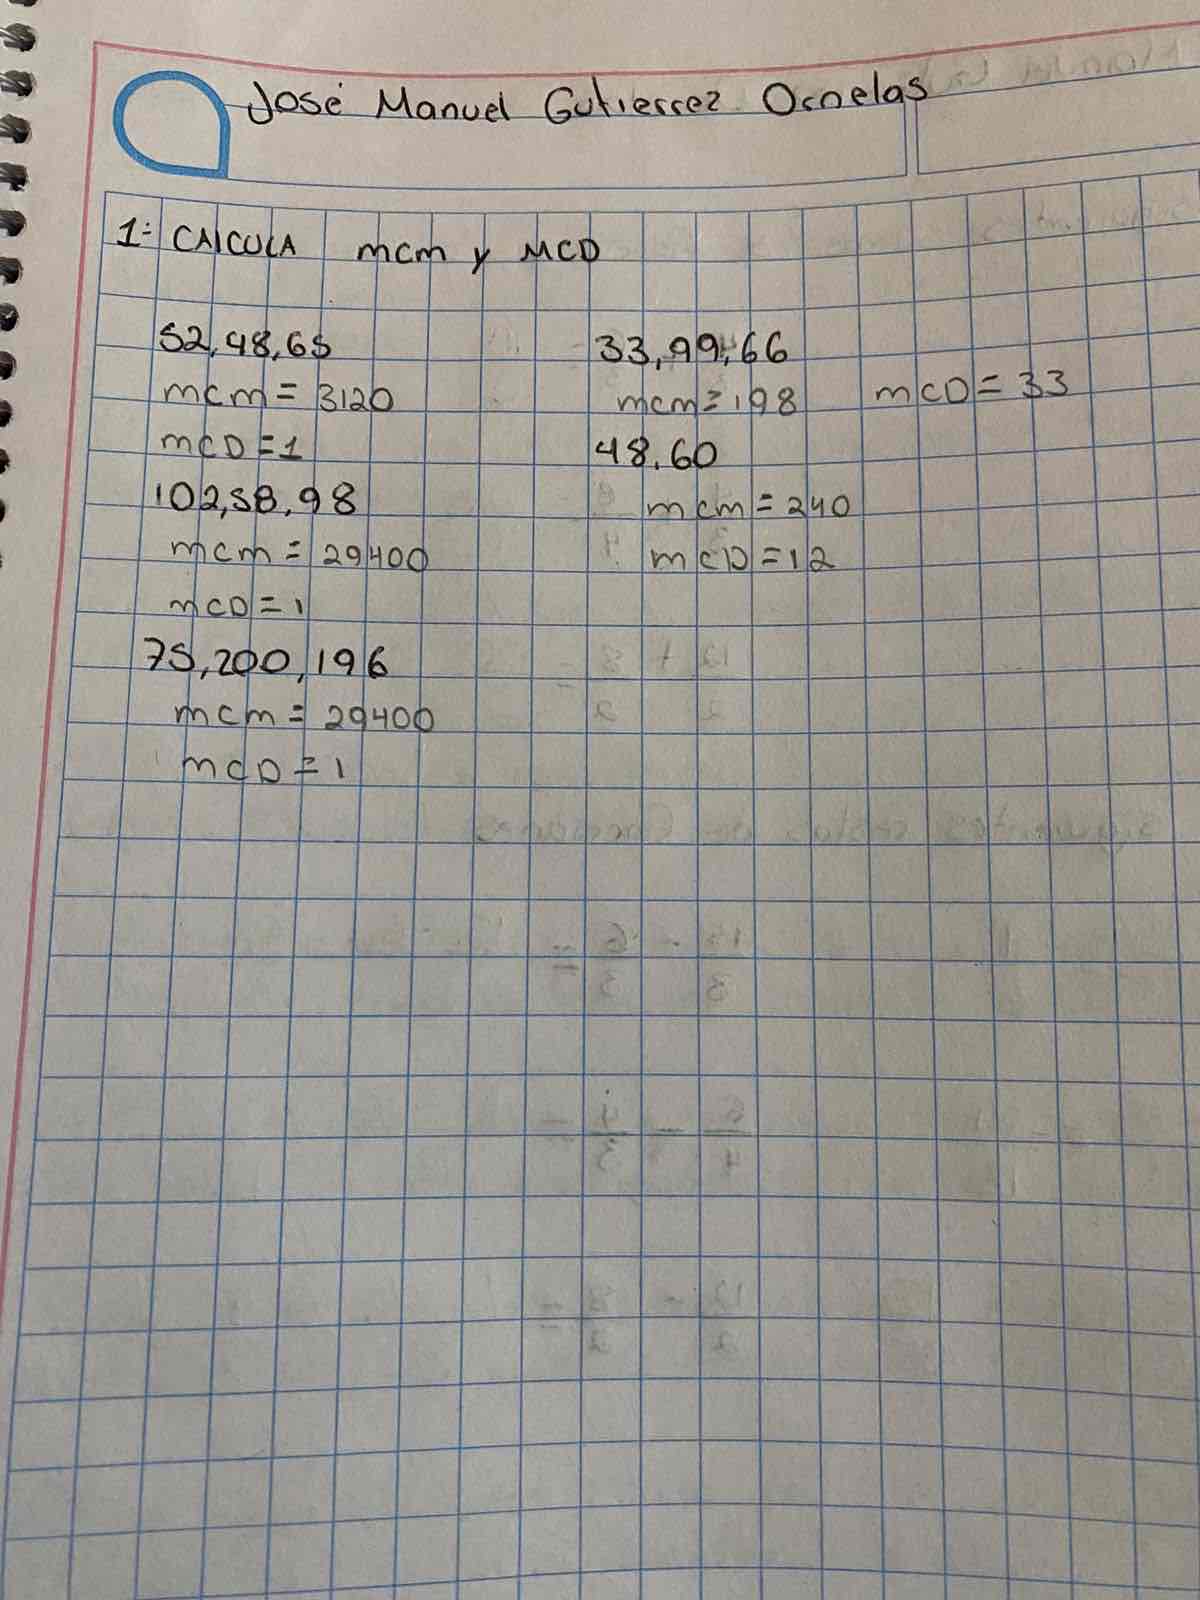 José Manuel Gutierrez Ornelas
1= CAlCULA mcm y MCD
52,48,65
mcm = 3120
mCD = 1
102,58,98
mcm = 29400
mCD = 1
75,200,196
mcm = 29400
mCD = 1
33,99,66
mcm = 198 mCD = 33
48,60
mcm = 240
mCD = 12